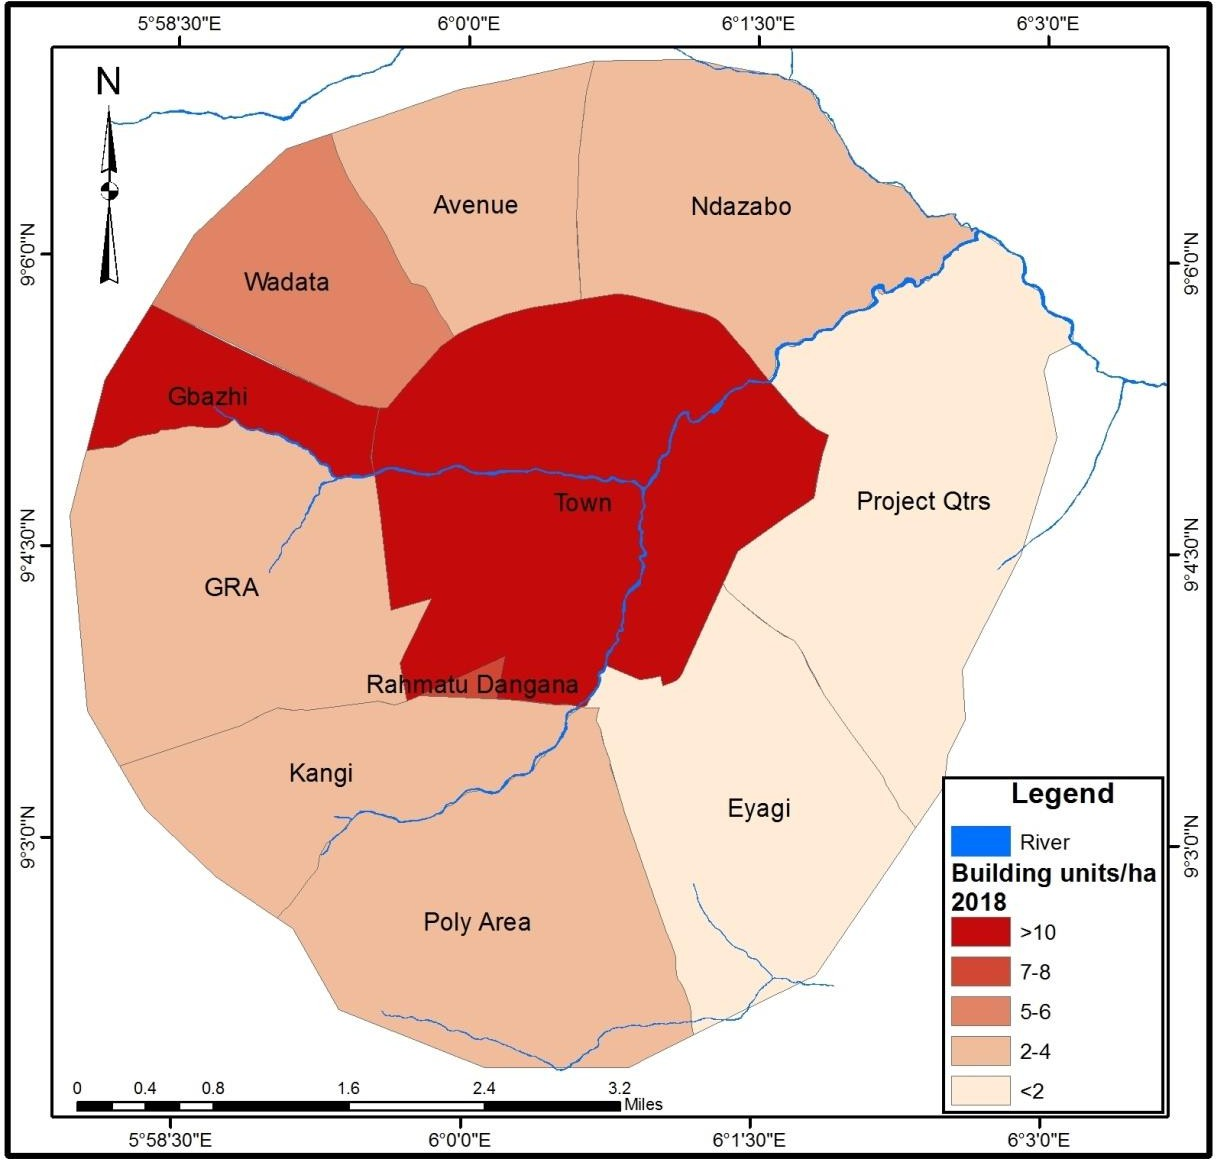 5°58'30"E 6°0'0"E 6°1'30"E 6°3'0"E
N
Avenue
Ndazabo
9°6'0"N
9°6'0"N
Wadata
Gbazhi
Town
Project Qtrs
9°4'30"N
9°4'30"N
GRA
Rahmatu Dangana
Kangi
Eyagi
Poly Area
9°3'0"N
9°3'0"N
Legend
River
Building units/ha
2018
>10
7-8
5-6
2-4
<2
0 0.4 0.8 1.6 2.4 3.2
Miles
5°58'30"E 6°0'0"E 6°1'30"E 6°3'0"E